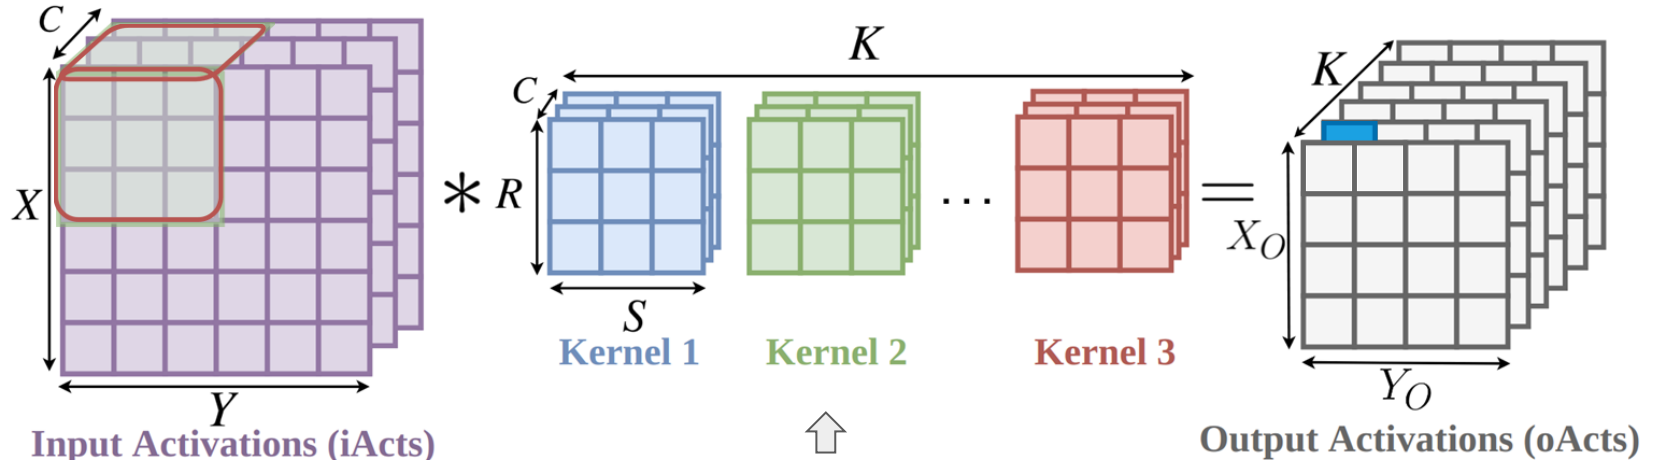 C
X
Y
Input Activations (iActs)
*
K
C
R
S
Kernel 1
Kernel 2
...
Kernel 3
=
K
X_O
Y_O
Output Activations (oActs)